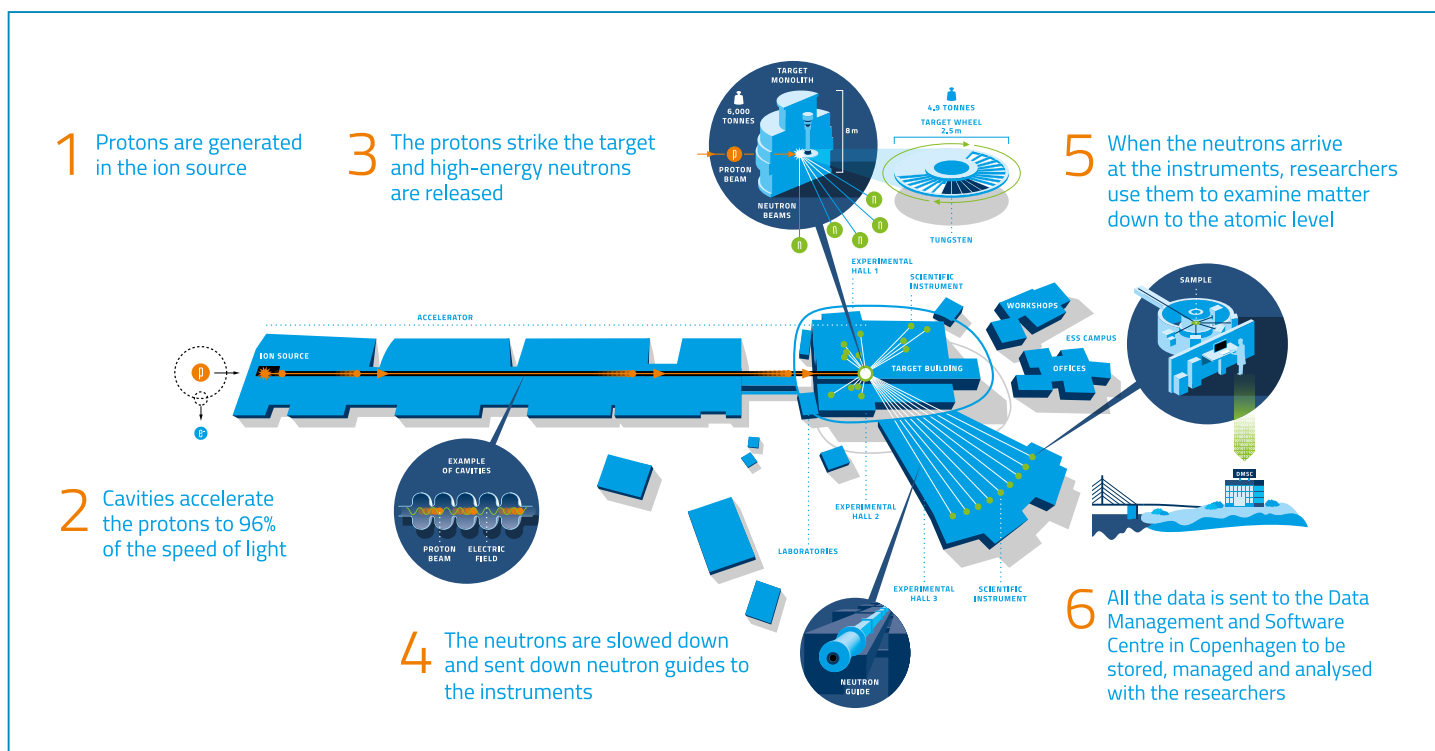 1
Protons are generated
in the ion source
2
Cavities accelerate
the protons to 96%
of the speed of light
3
The protons strike the target
and high-energy neutrons
are released
4
The neutrons are slowed down
and sent down neutron guides to
the instruments
5
When the neutrons arrive
at the instruments, researchers
use them to examine matter
down to the atomic level
6
All the data is sent to the Data
Management and Software
Centre in Copenhagen to be
stored, managed and analysed
with the researchers
TARGET
MONOLITH
6,000
TONNES
8 m
p
PROTON
BEAM
NEUTRON
BEAMS
n
n
n
n
n
4.9 TONNES
TARGET WHEEL
2.5 m
TUNGSTEN
EXPERIMENTAL
HALL 1
SCIENTIFIC
INSTRUMENT
ACCELERATOR
ION SOURCE
p
e-
TARGET BUILDING
WORKSHOPS
ESS CAMPUS
OFFICES
SAMPLE
DMSC
EXAMPLE
OF CAVITIES
PROTON
BEAM
ELECTRIC
FIELD
EXPERIMENTAL
HALL 2
LABORATORIES
EXPERIMENTAL
HALL 3
SCIENTIFIC
INSTRUMENT
NEUTRON
GUIDE